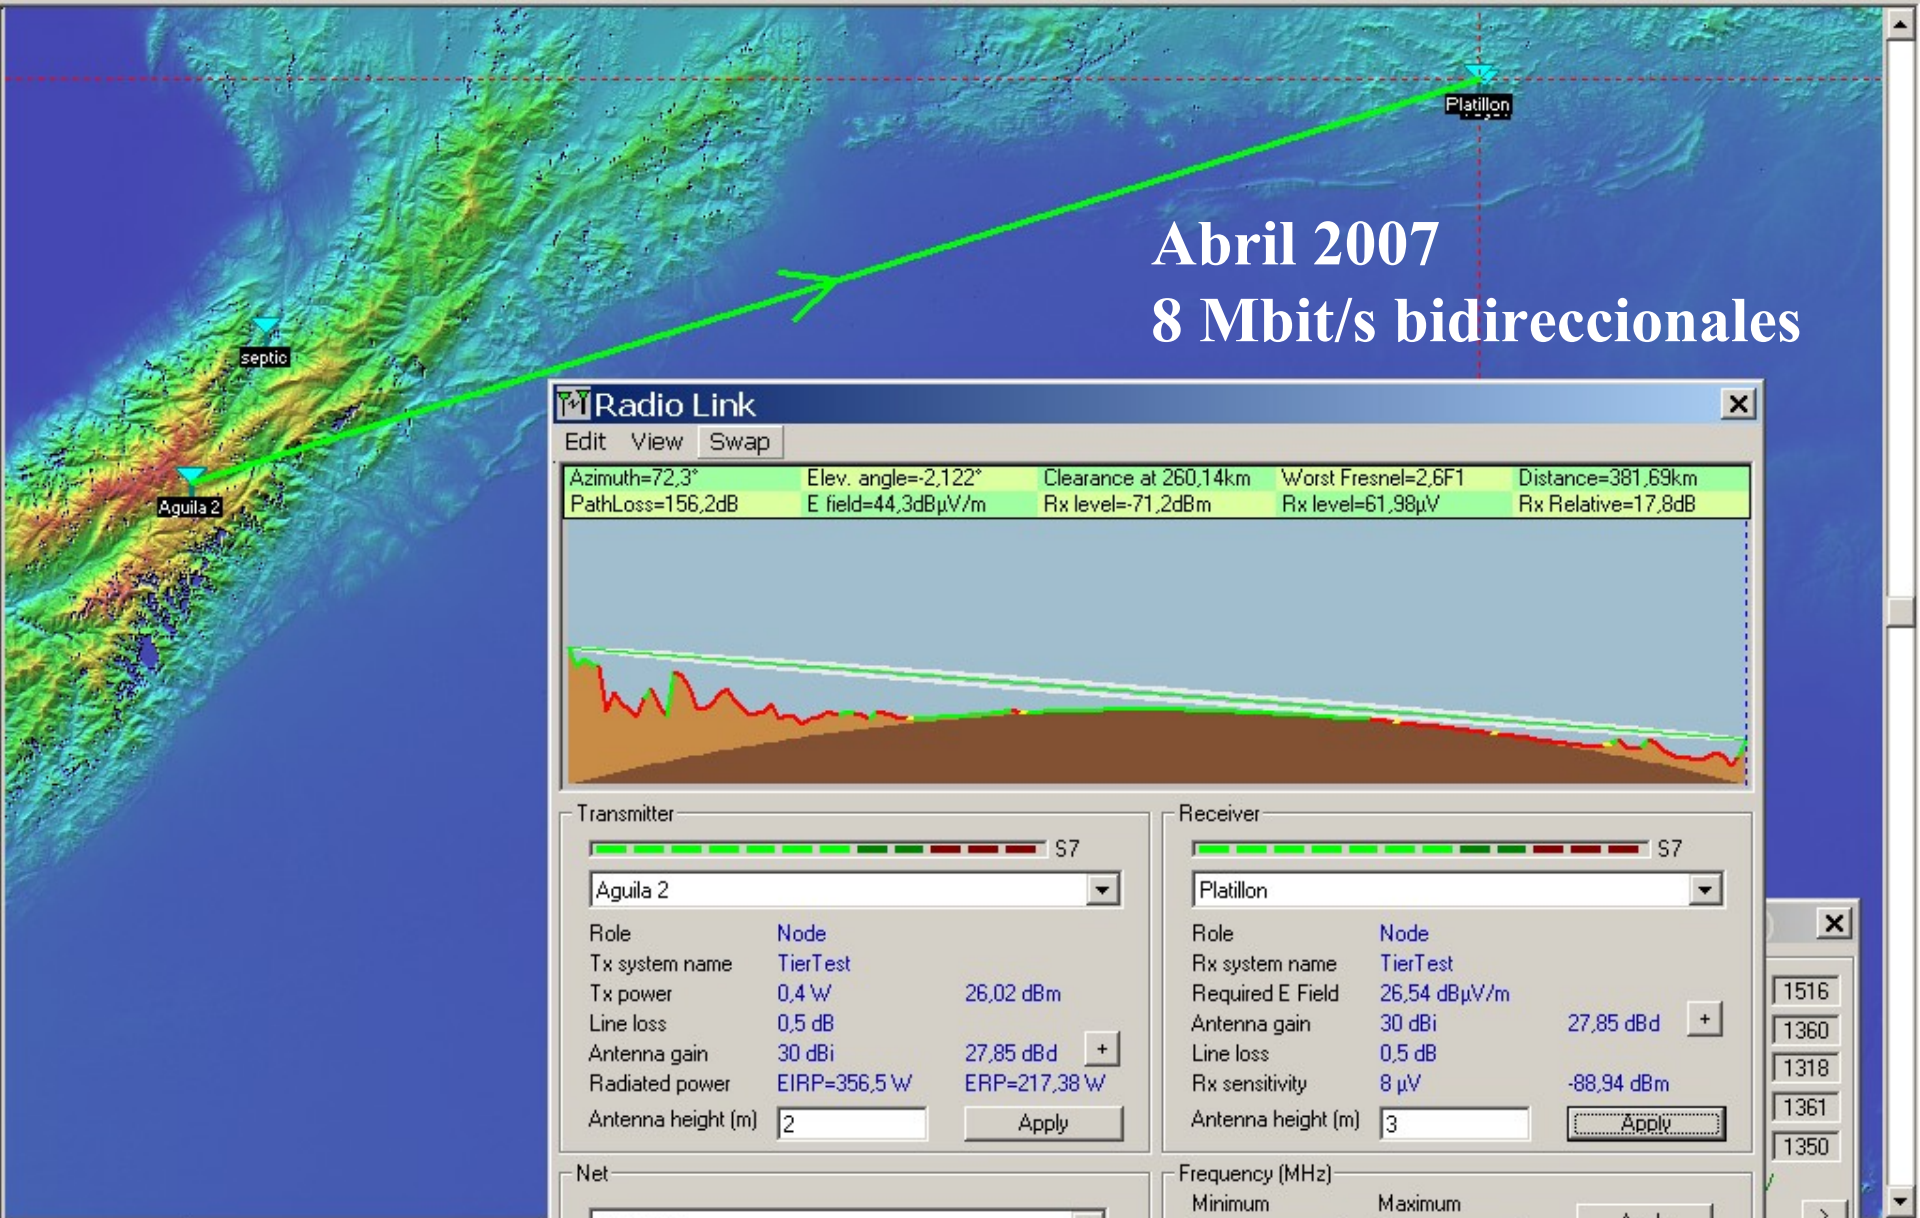 Platillon
Abril 2007
8 Mbit/s bidireccionales
septic
Aguila 2
Radio Link
Edit View Swap
Azimuth=72,3° Elev. angle=-2,122° Clearance at 260,14km Worst Fresnel=2,6F1 Distance=381,69km
PathLoss=156,2dB E field=44,3dBµV/m Rx level=-71,2dBm Rx level=61,98µV Rx Relative=17,8dB
Transmitter
S7
Aguila 2
Role Node
Tx system name TierTest
Tx power 0,4 W 26,02 dBm
Line loss 0,5 dB
Antenna gain 30 dBi 27,85 dBd +
Radiated power EIRP=356,5 W ERP=217,38 W
Antenna height (m) 2 Apply
Net
Receiver
S7
Platillon
Role Node
Rx system name TierTest
Required E Field 26,54 dBµV/m
Antenna gain 30 dBi 27,85 dBd +
Line loss 0,5 dB
Rx sensitivity 8 µV -88,94 dBm
Antenna height (m) 3 Apply
Frequency (MHz)
Minimum Maximum
1516
1360
1318
1361
1350